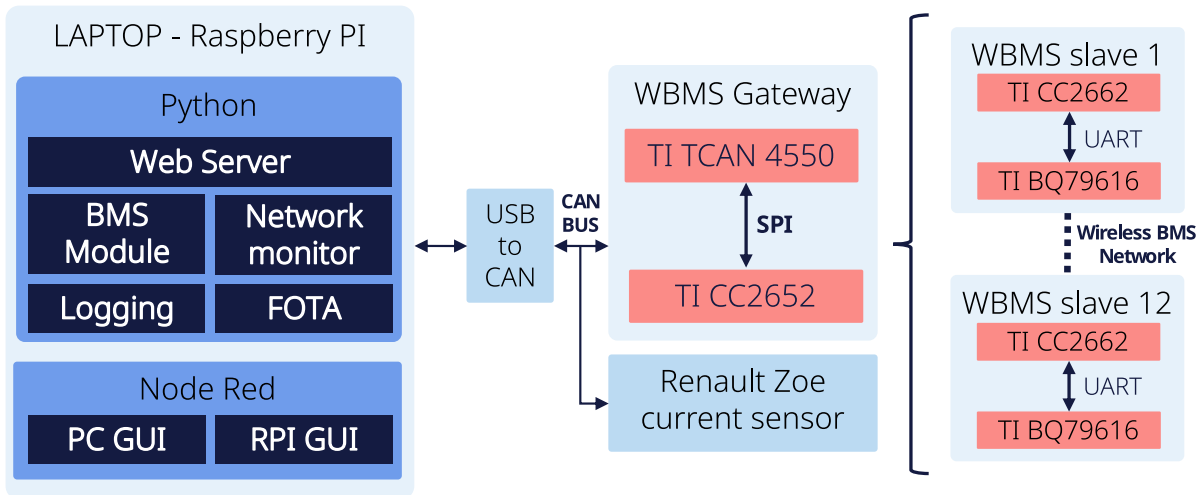 LAPTOP - Raspberry PI
Python
Web Server
BMS
Module
Network
monitor
Logging
FOTA
Node Red
PC GUI
RPI GUI
USB
to
CAN
CAN
BUS
WBMS Gateway
TI TCAN 4550
SPI
TI CC2652
Renault Zoe
current sensor
WBMS slave 1
TI CC2662
UART
TI BQ79616
Wireless BMS
Network
WBMS slave 12
TI CC2662
UART
TI BQ79616